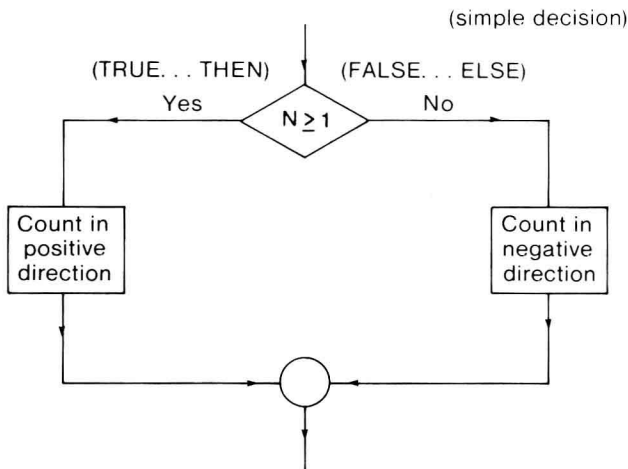 (simple decision)
(TRUE. . . THEN)
(FALSE. . . ELSE)
Yes
No
N ≥ 1
Count in
positive
direction
Count in
negative
direction